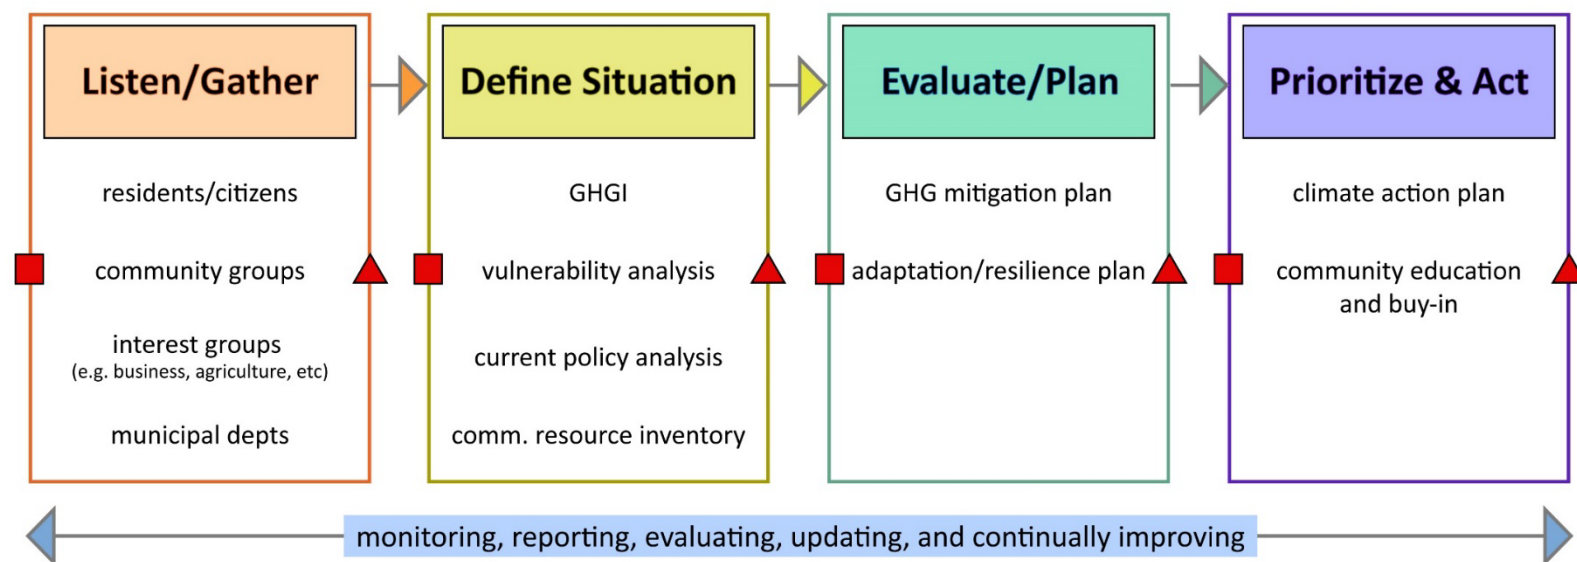 Listen/Gather
residents/citizens
community groups
interest groups
(e.g. business, agriculture, etc)
municipal depts
Define Situation
GHGI
vulnerability analysis
current policy analysis
comm. resource inventory
Evaluate/Plan
GHG mitigation plan
adaptation/resilience plan
Prioritize & Act
climate action plan
community education
and buy-in
monitoring, reporting, evaluating, updating, and continually improving